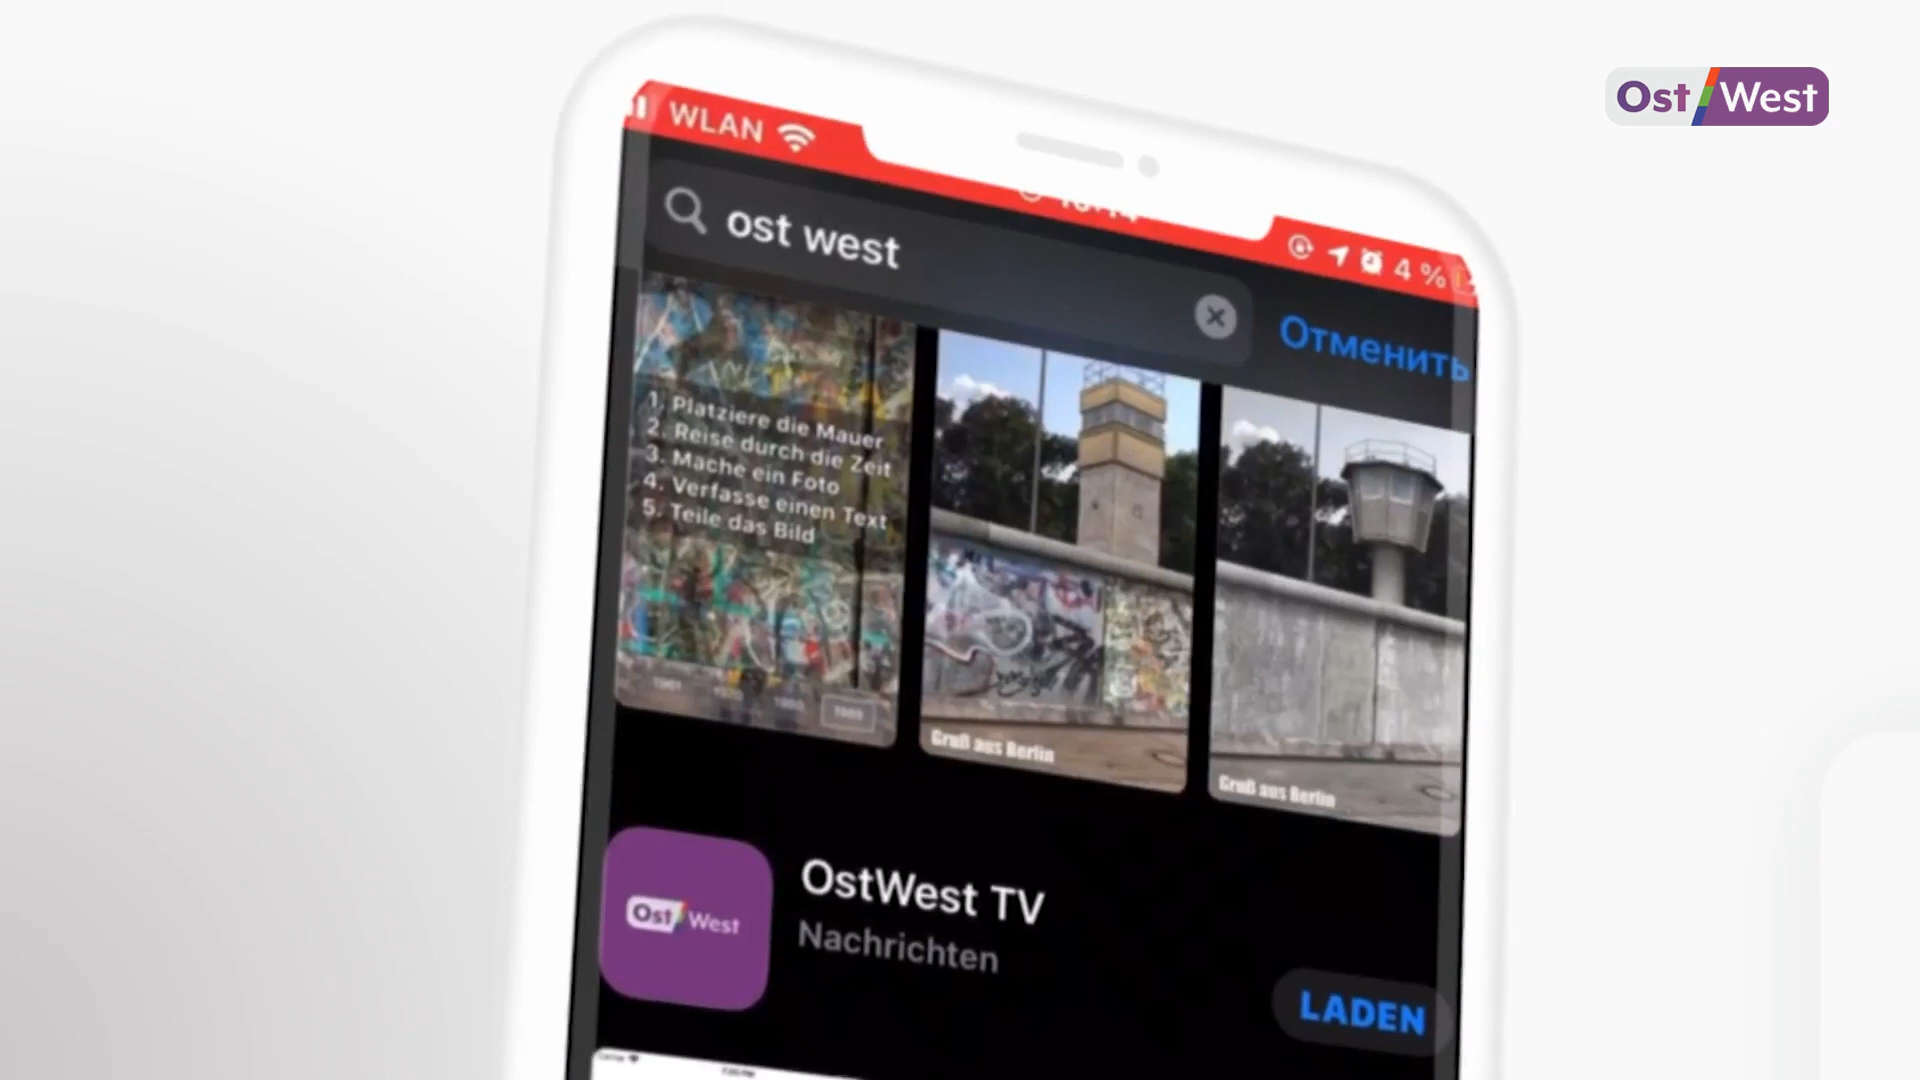 Ost West
WLAN
4 %
ost west
Отменить
1. Platziere die Mauer
2. Reise durch die Zeit
3. Mache ein Foto
4. Verfasse einen Text
5. Teile das Bild
1989
Gruß aus Berlin
Gruß aus Berlin
Ost West
OstWest TV
Nachrichten
LADEN